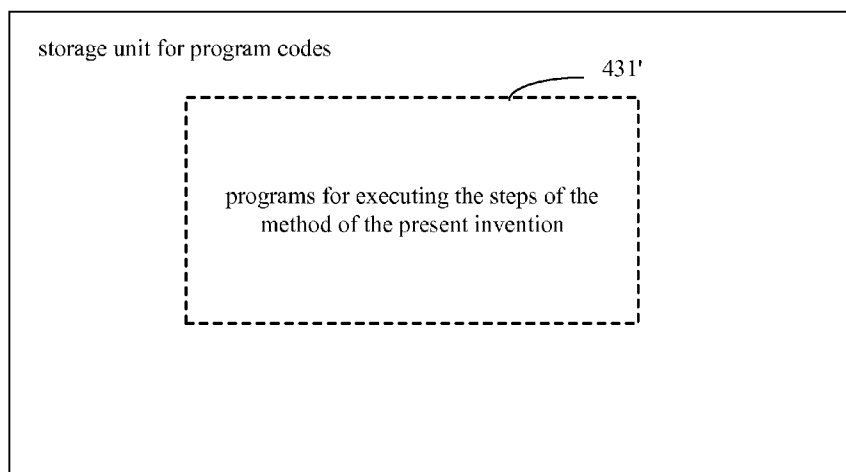 storage unit for program codes
431'
programs for executing the steps of the
method of the present invention